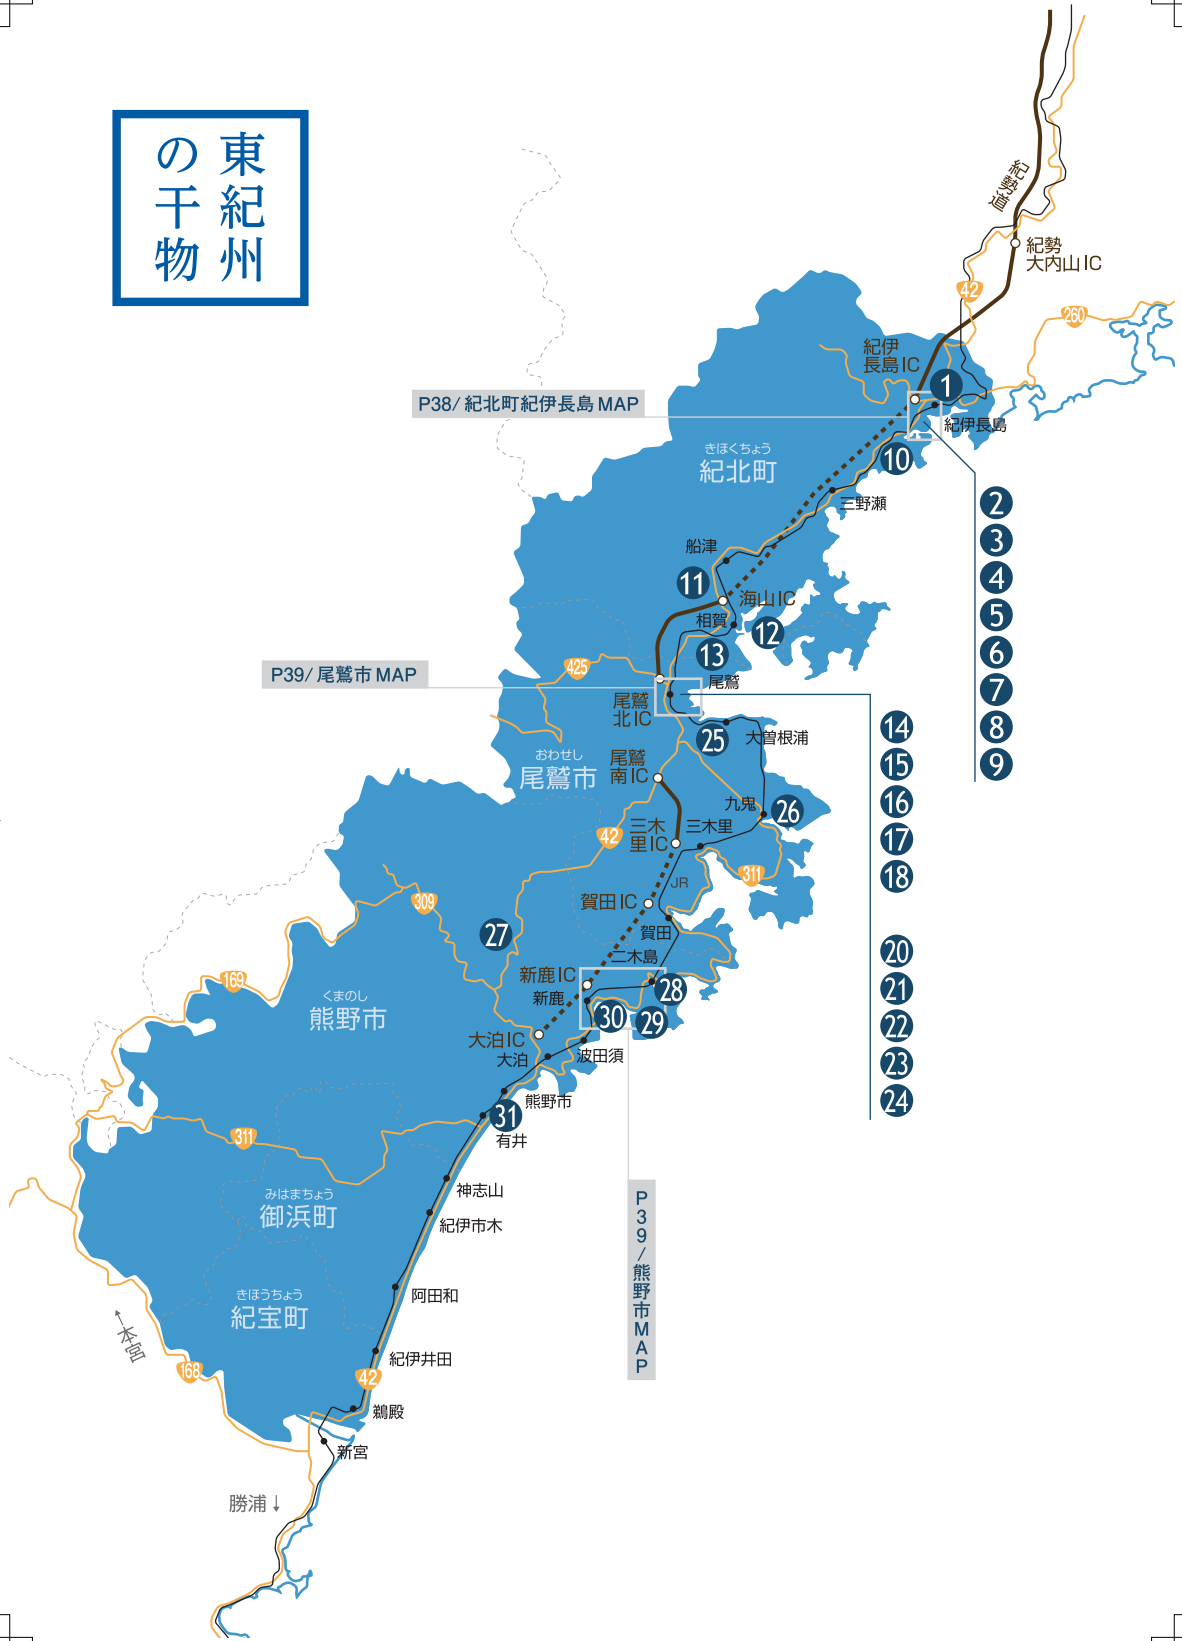 東紀州
の干物
紀勢道
紀勢
大内山IC
42
260
紀伊
長島IC
1
P38/紀北町紀伊長島MAP
紀伊長島
きほくちょう
紀北町
10
三野瀬
2
3
4
5
6
7
8
9
船津
11
海山IC
相賀
12
13
425
P39/尾鷲市MAP
尾鷲
尾鷲
北IC
14
15
16
17
18
20
21
22
23
24
25
大曽根浦
おわせし
尾鷲市
尾鷲
南IC
九鬼
26
三木
里IC
三木里
42
311
JR
賀田IC
309
賀田
27
二木島
新鹿IC
新鹿
28
30
29
169
くまのし
熊野市
大泊IC
大泊
波田須
熊野市
31
有井
311
神志山
みはまちょう
御浜町
紀伊市木
P39/熊野市MAP
阿田和
きほうちょう
紀宝町
本宮
紀伊井田
168
42
鵜殿
新宮
勝浦↓